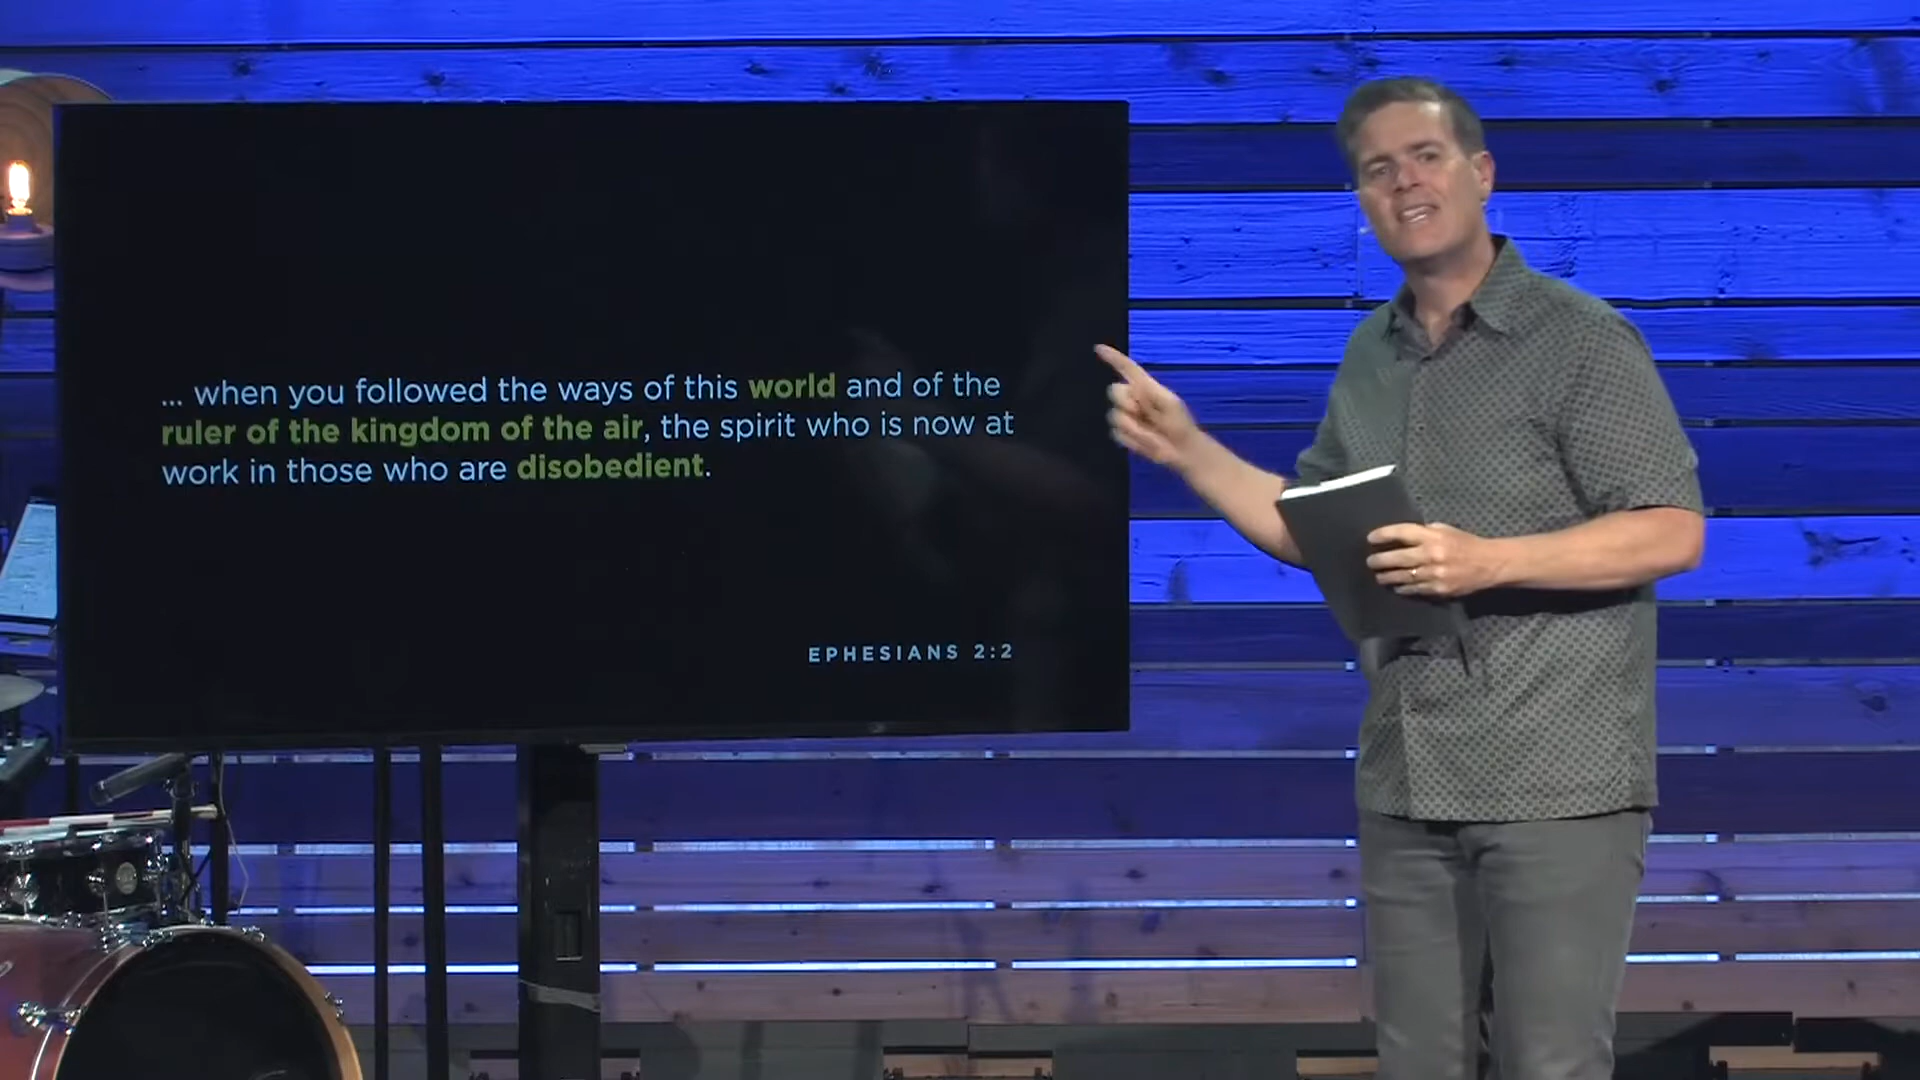 ... when you followed the ways of this world and of the
ruler of the kingdom of the air, the spirit who is now at
work in those who are disobedient.
EPHESIANS 2:2